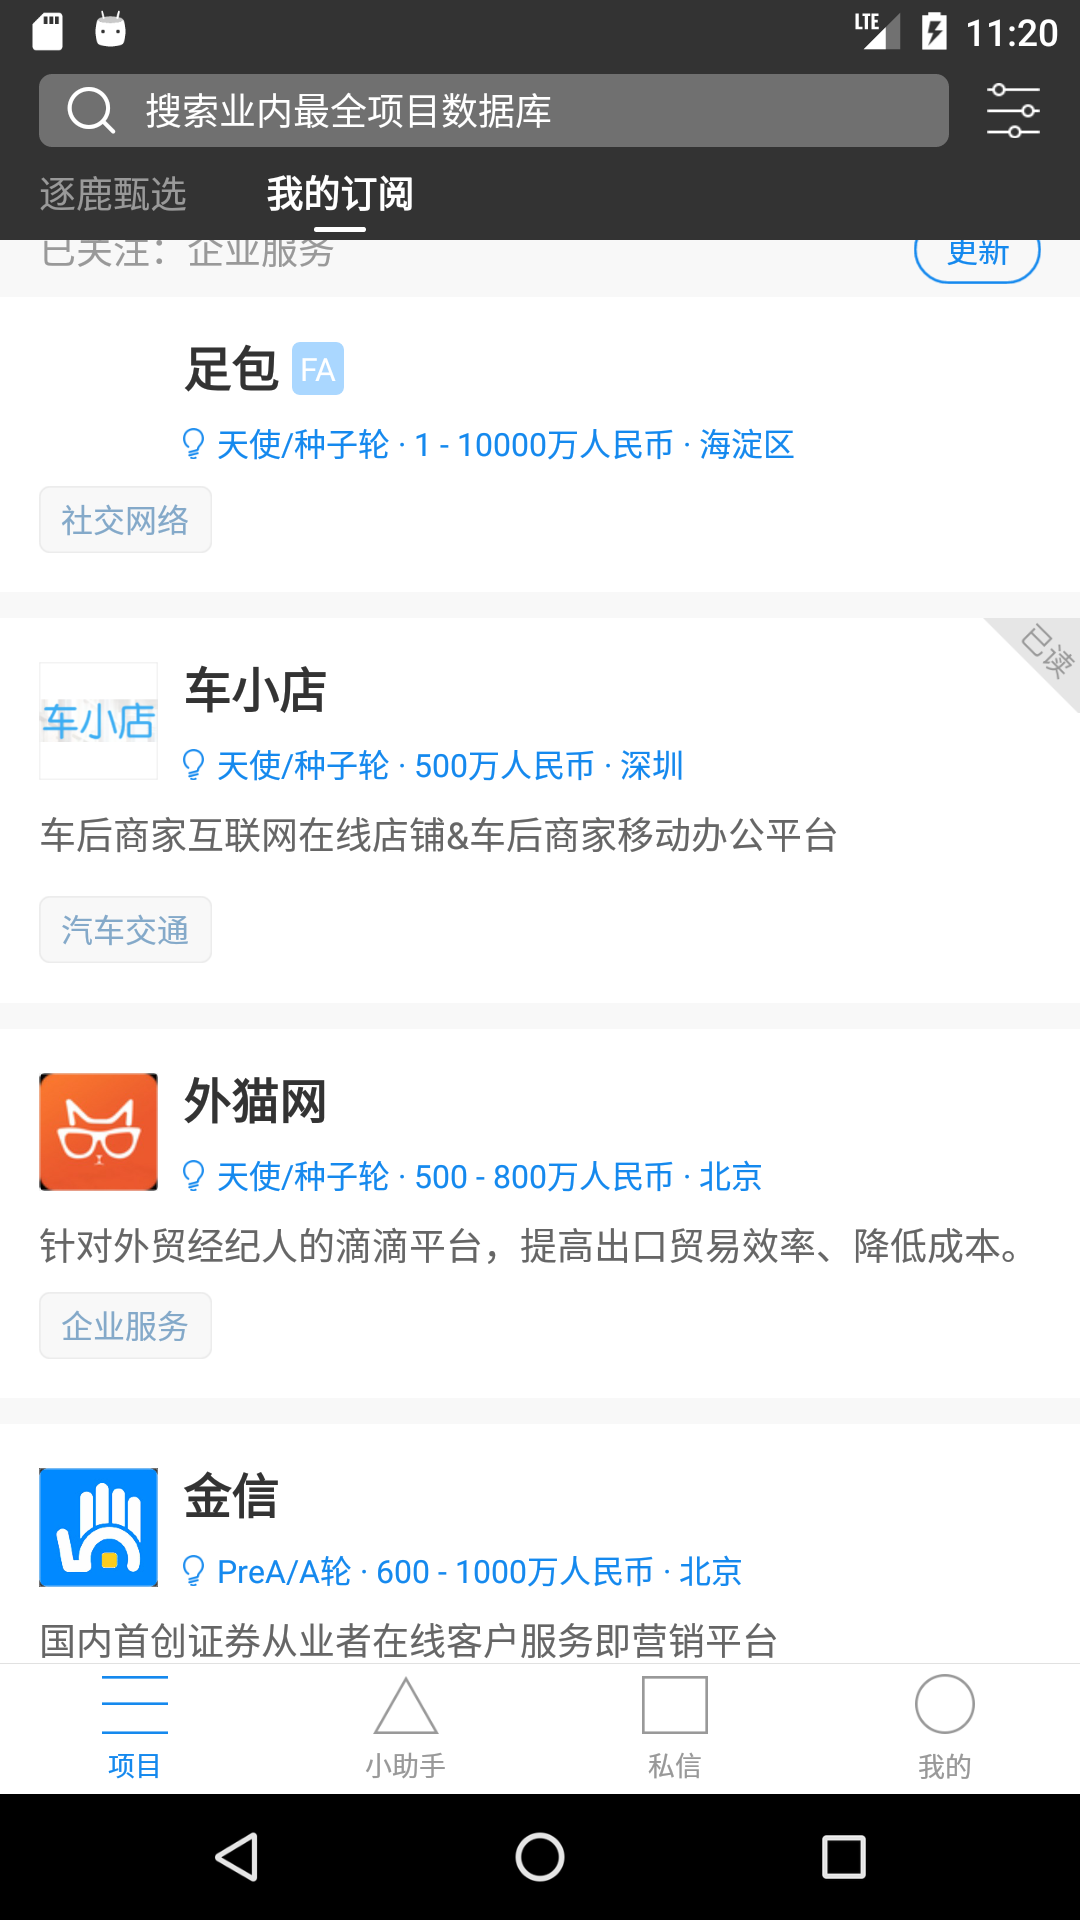 LTE 11:20
搜索业内最全项目数据库
逐鹿甄选 我的订阅
已关注：企业服务 更新
足包 FA
天使/种子轮 · 1 - 10000万人民币 · 海淀区
社交网络
已读
车小店
车小店
天使/种子轮 · 500万人民币 · 深圳
车后商家互联网在线店铺&车后商家移动办公平台
汽车交通
外猫网
天使/种子轮 · 500 - 800万人民币 · 北京
针对外贸经纪人的滴滴平台，提高出口贸易效率、降低成本。
企业服务
金信
PreA/A轮 · 600 - 1000万人民币 · 北京
国内首创证券从业者在线客户服务即营销平台
项目 小助手 私信 我的